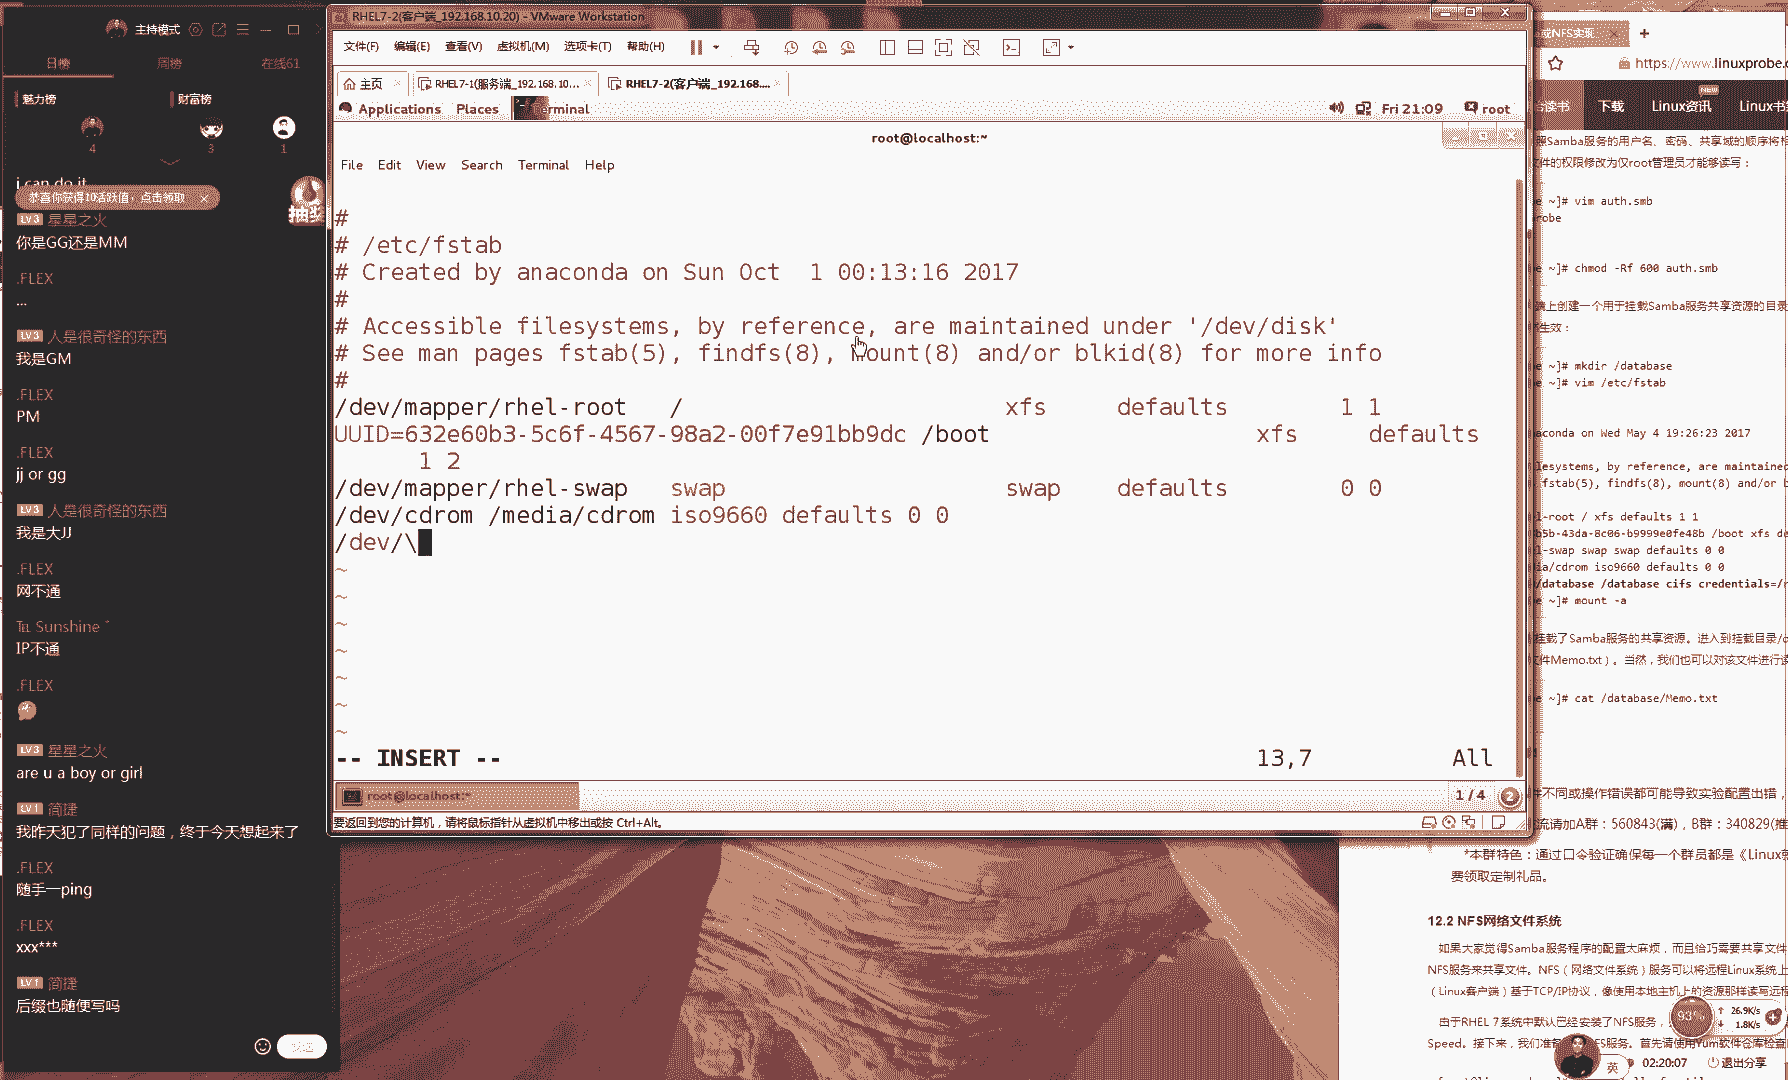 主持模式
日榜 周榜 在线61
魅力榜 财富榜
4 3 1
i can do it
恭喜你获得10活跃值,点击领取
抽奖
LV3 星星之火
你是GG还是MM
.FLEX
...
LV3 人是很奇怪的东西
我是GM
.FLEX
PM
.FLEX
jj or gg
LV3 人是很奇怪的东西
我是大JJ
.FLEX
网不通
℡ Sunshine
IP不通
.FLEX
LV3 星星之火
are u a boy or girl
LV1 简捷
我昨天犯了同样的问题,终于今天想起来了
.FLEX
随手一ping
.FLEX
xxx***
LV1 简捷
后缀也随便写吗
RHEL7-2(客户端_192.168.10.20) - VMware Workstation
文件(F) 编辑(E) 查看(V) 虚拟机(M) 选项卡(T) 帮助(H)
主页 RHEL7-1(服务端_192.168.10... RHEL7-2(客户端_192.168....
Applications Places Terminal Fri 21:09 root
root@localhost:~
File Edit View Search Terminal Help
#
# /etc/fstab
# Created by anaconda on Sun Oct  1 00:13:16 2017
#
# Accessible filesystems, by reference, are maintained under '/dev/disk'
# See man pages fstab(5), findfs(8), mount(8) and/or blkid(8) for more info
#
/dev/mapper/rhel-root   /                       xfs     defaults        1 1
UUID=632e60b3-5c6f-4567-98a2-00f7e91bb9dc /boot                   xfs     defaults
1 2
/dev/mapper/rhel-swap   swap                    swap    defaults        0 0
/dev/cdrom /media/cdrom iso9660 defaults 0 0
/dev/\
~
~
~
~
~
~
~
-- INSERT -- 13,7 All
root@localhost:~ 1 / 4
要返回到您的计算机,请将鼠标指针从虚拟机中移出或按 Ctrl+Alt。
或NFS实现
https://www.linuxprobe.c
读书 下载 Linux资讯 NEW Linux书
照Samba服务的用户名、密码、共享域的顺序将相
文件的权限修改为仅root管理员才能够读写:
e ~]# vim auth.smb
robe
e ~]# chmod -Rf 600 auth.smb
端上创建一个用于挂载Samba服务共享资源的目录
生效:
e ~]# mkdir /database
e ~]# vim /etc/fstab
aconda on Wed May 4 19:26:23 2017
lesystems, by reference, are maintained
fstab(5), findfs(8), mount(8) and/or b
l-root / xfs defaults 1 1
b5b-43da-8c06-b9999e0fe48b /boot xfs de
l-swap swap swap defaults 0 0
ia/cdrom iso9660 defaults 0 0
/database /database cifs credentials=/r
e ~]# mount -a
挂载了Samba服务的共享资源。进入到挂载目录/d
文件Memo.txt)。当然,我们也可以对该文件进行读
e ~]# cat /database/Memo.txt
件不同或操作错误都可能导致实验配置出错,
流请加A群:560843(满),B群:340829(推
*本群特色:通过口令验证确保每一个群员都是《Linux就
费领取定制礼品。
12.2 NFS网络文件系统
如果大家觉得Samba服务程序的配置太麻烦,而且恰巧需要共享文件
NFS服务来共享文件。NFS(网络文件系统)服务可以将远程Linux系统上
(Linux客户端)基于TCP/IP协议,像使用本地主机上的资源那样读写远程
由于RHEL 7系统中默认已经安装了NFS服务,
Speed。接下来,我们准备 FS服务。首先请使用Yum软件仓库检查
93% 26.9K/s
1.8K/s
英 02:20:07 退出分享